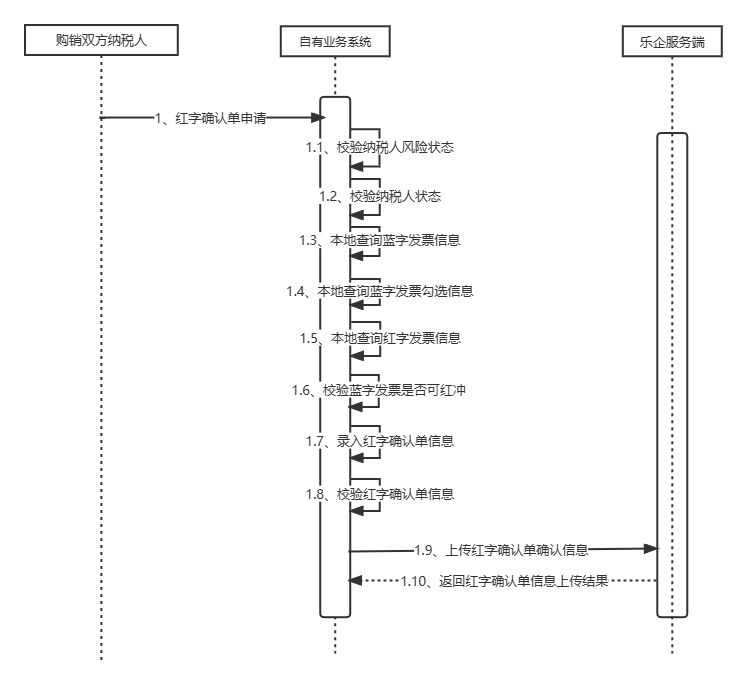 购销双方纳税人
自有业务系统
乐企服务端
1、红字确认单申请
1.1、校验纳税人风险状态
1.2、校验纳税人状态
1.3、本地查询蓝字发票信息
1.4、本地查询蓝字发票勾选信息
1.5、本地查询红字发票信息
1.6、校验蓝字发票是否可红冲
1.7、录入红字确认单信息
1.8、校验红字确认单信息
1.9、上传红字确认单确认信息
1.10、返回红字确认单信息上传结果